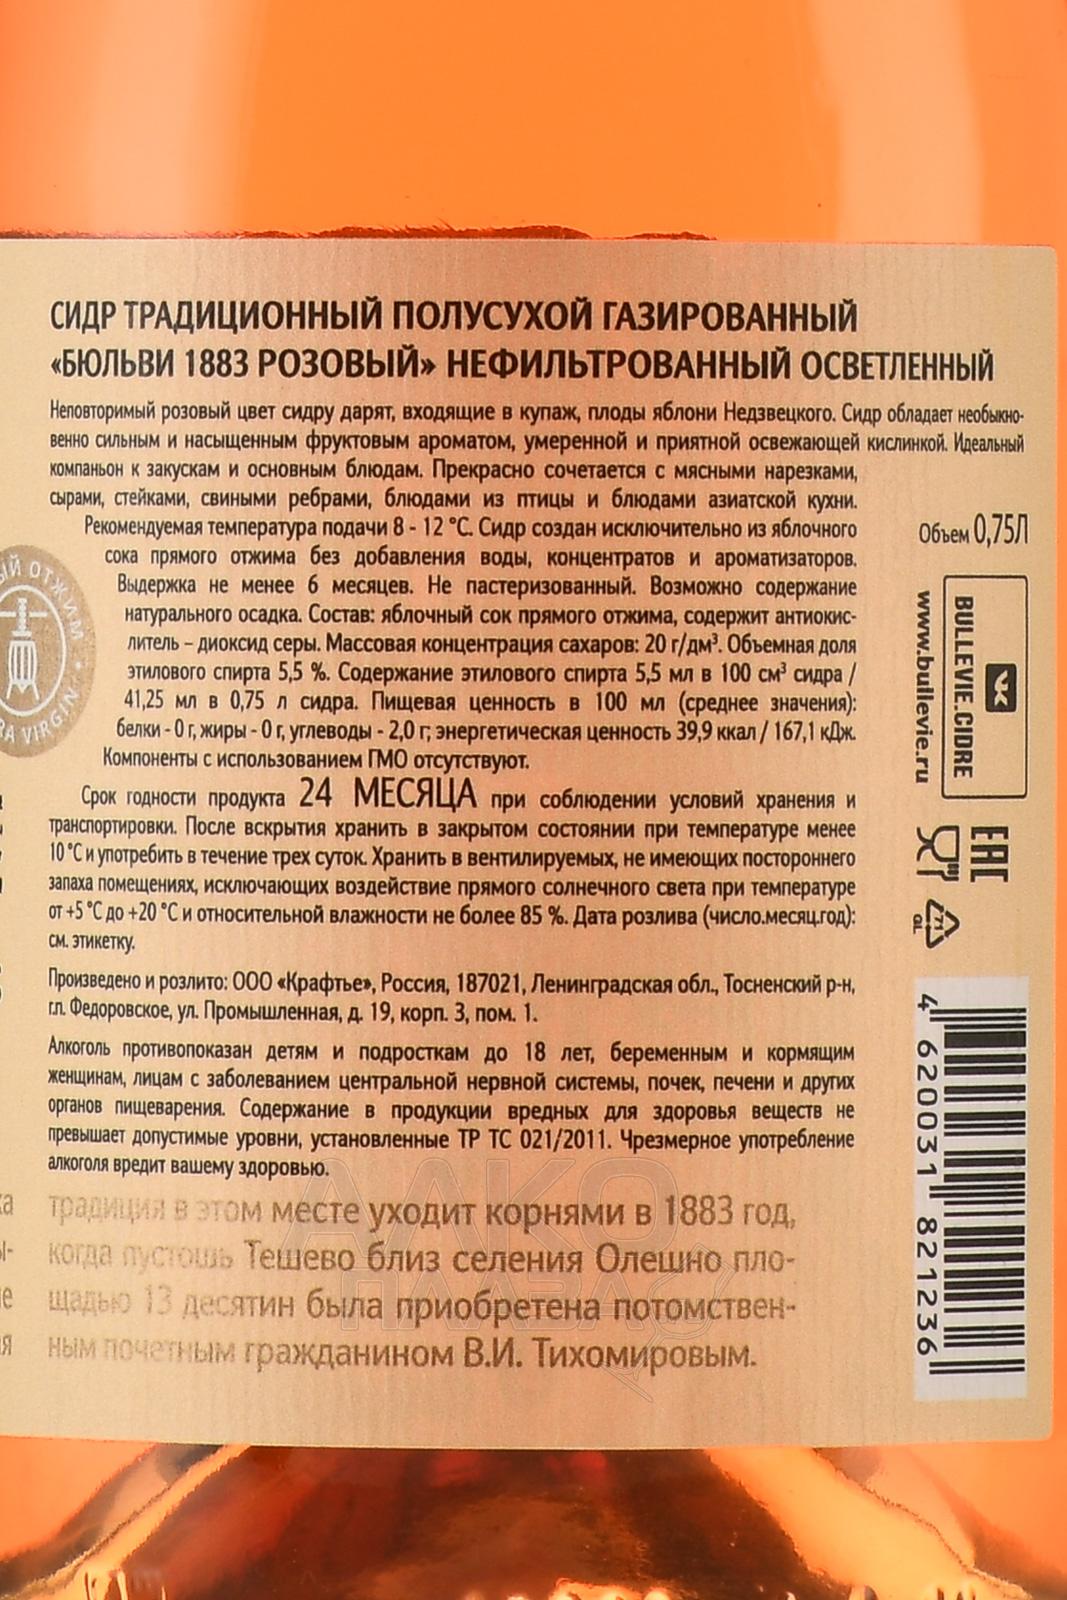 СИДР ТРАДИЦИОННЫЙ ПОЛУСУХОЙ ГАЗИРОВАННЫЙ
«БЮЛЬВИ 1883 РОЗОВЫЙ» НЕФИЛЬТРОВАННЫЙ ОСВЕТЛЕННЫЙ
Неповторимый розовый цвет сидру дарят, входящие в купаж, плоды яблони Недзвецкого. Сидр обладает необыкно-
венно сильным и насыщенным фруктовым ароматом, умеренной и приятной освежающей кислинкой. Идеальный
компаньон к закускам и основным блюдам. Прекрасно сочетается с мясными нарезками,
сырами, стейками, свиными ребрами, блюдами из птицы и блюдами азиатской кухни.
Рекомендуемая температура подачи 8 - 12 °С. Сидр создан исключительно из яблочного
сока прямого отжима без добавления воды, концентратов и ароматизаторов.
Выдержка не менее 6 месяцев. Не пастеризованный. Возможно содержание
натурального осадка. Состав: яблочный сок прямого отжима, содержит антиокис-
литель – диоксид серы. Массовая концентрация сахаров: 20 г/дм³. Объемная доля
этилового спирта 5,5 %. Содержание этилового спирта 5,5 мл в 100 см³ сидра /
41,25 мл в 0,75 л сидра. Пищевая ценность в 100 мл (среднее значения):
белки - 0 г, жиры - 0 г, углеводы - 2,0 г; энергетическая ценность 39,9 ккал / 167,1 кДж.
Компоненты с использованием ГМО отсутствуют.
Срок годности продукта 24 МЕСЯЦА при соблюдении условий хранения и
транспортировки. После вскрытия хранить в закрытом состоянии при температуре менее
10 °С и употребить в течение трех суток. Хранить в вентилируемых, не имеющих постороннего
запаха помещениях, исключающих воздействие прямого солнечного света при температуре
от +5 °С до +20 °С и относительной влажности не более 85 %. Дата розлива (число.месяц.год):
см. этикетку.
Произведено и розлито: ООО «Крафтье», Россия, 187021, Ленинградская обл., Тосненский р-н,
г.п. Федоровское, ул. Промышленная, д. 19, корп. 3, пом. 1.
Алкоголь противопоказан детям и подросткам до 18 лет, беременным и кормящим
женщинам, лицам с заболеванием центральной нервной системы, почек, печени и других
органов пищеварения. Содержание в продукции вредных для здоровья веществ не
превышает допустимые уровни, установленные ТР ТС 021/2011. Чрезмерное употребление
алкоголя вредит вашему здоровью.
традиция в этом месте уходит корнями в 1883 год,
когда пустошь Тешево близ селения Олешно пло-
щадью 13 десятин была приобретена потомствен-
ным почетным гражданином В.И. Тихомировым.
ОТЖИМ
VIRGIN
Объем 0,75Л
BULLEVIE.CIDRE
www.bullevie.ru
EAC
71
GL
4 620031 821236
АЛКО
ПЛАЗА